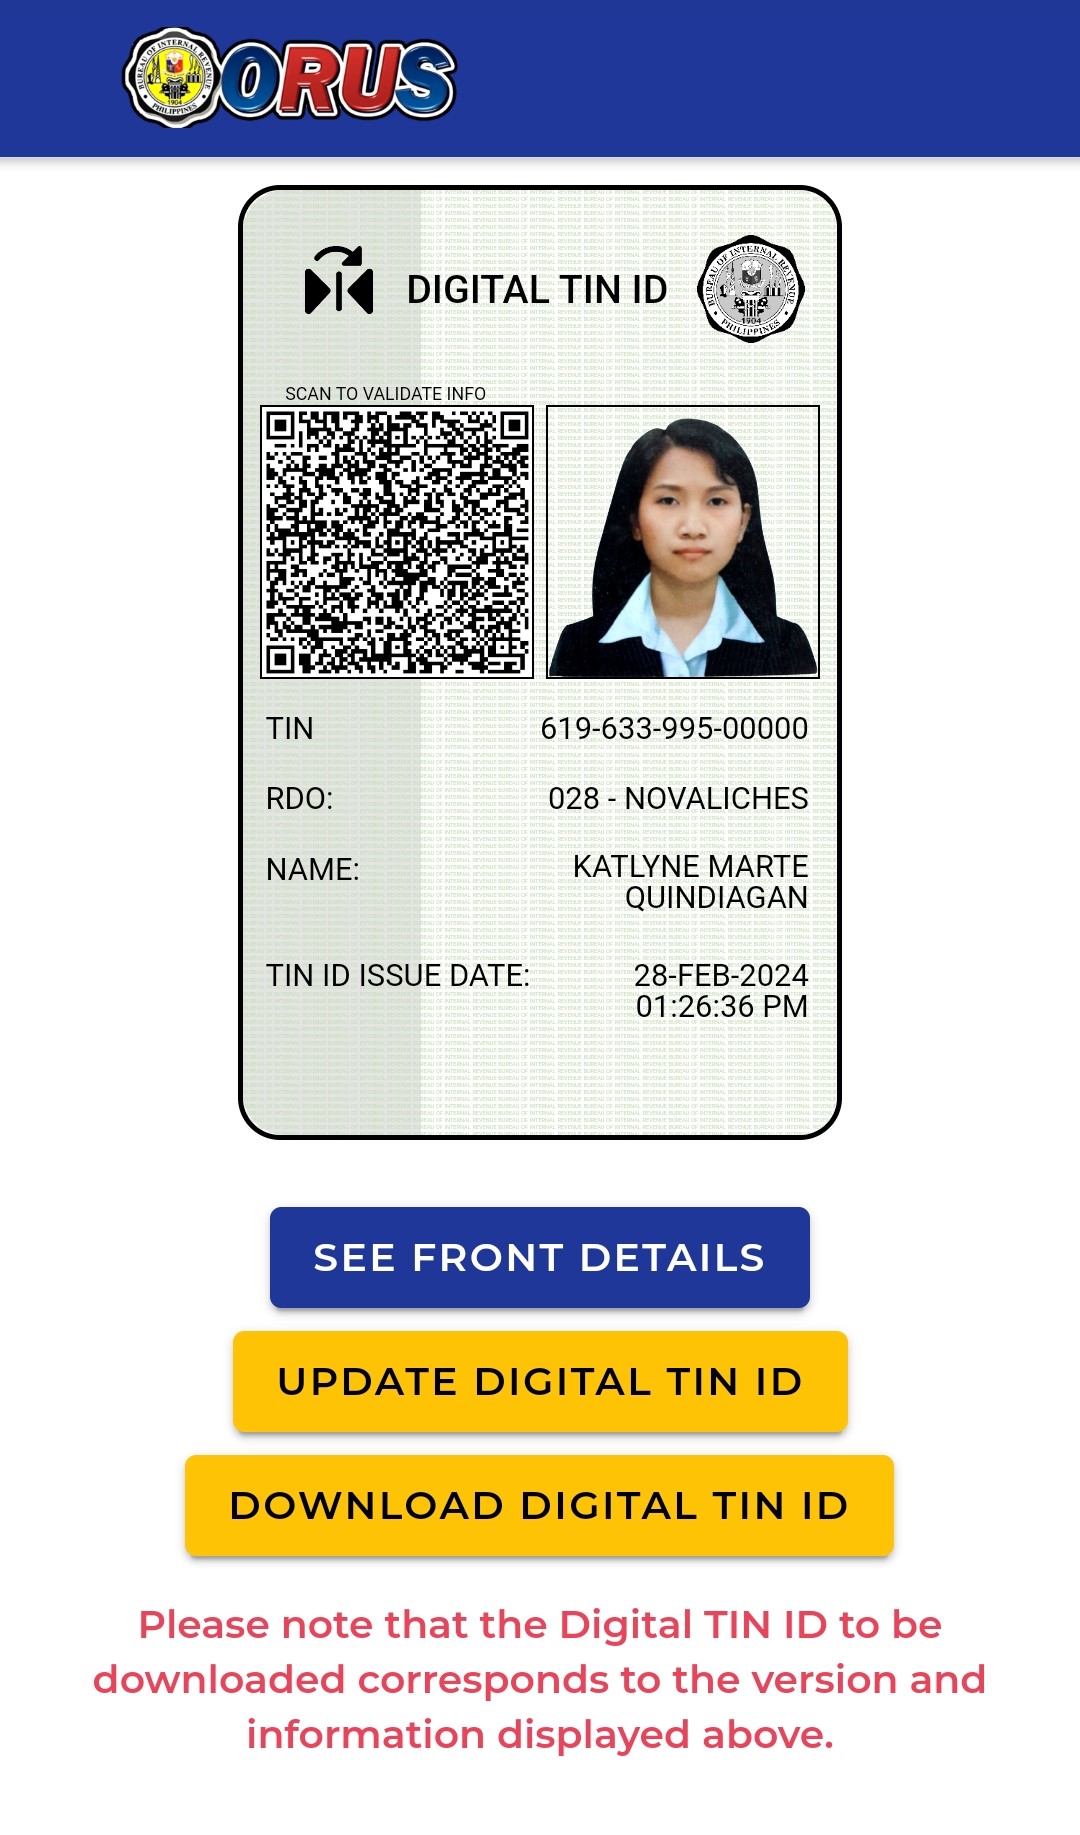 BUREAU OF INTERNAL REVENUE
1904
PHILIPPINES
ORUS
DIGITAL TIN ID
BUREAU OF INTERNAL REVENUE
1904
PHILIPPINES
SCAN TO VALIDATE INFO
TIN 619-633-995-00000
RDO: 028 - NOVALICHES
NAME: KATLYNE MARTE
QUINDIAGAN
TIN ID ISSUE DATE: 28-FEB-2024
01:26:36 PM
SEE FRONT DETAILS
UPDATE DIGITAL TIN ID
DOWNLOAD DIGITAL TIN ID
Please note that the Digital TIN ID to be
downloaded corresponds to the version and
information displayed above.